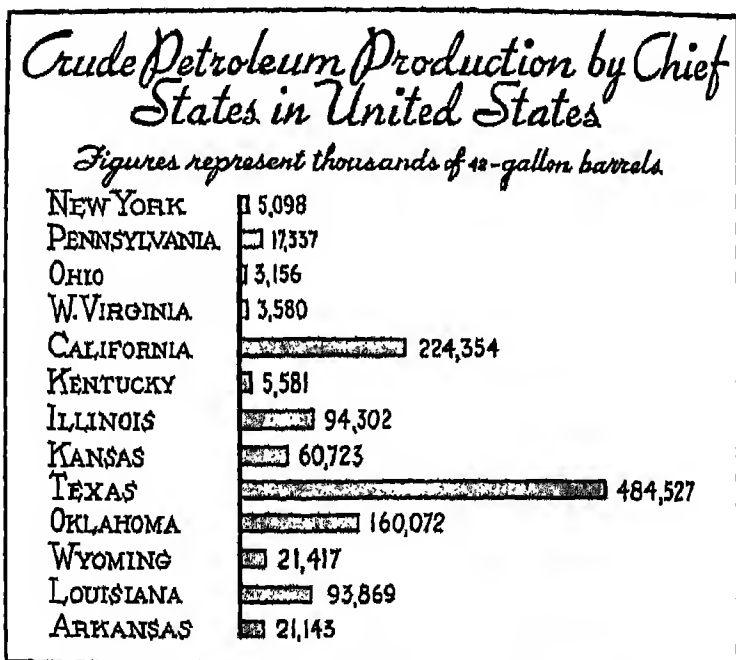 Crude Petroleum Production by Chief
States in United States
Figures represent thousands of 42-gallon barrels
NEW YORK 5,098
PENNSYLVANIA 17,337
OHIO 3,156
W. VIRGINIA 3,580
CALIFORNIA 224,354
KENTUCKY 5,581
ILLINOIS 94,302
KANSAS 60,723
TEXAS 484,527
OKLAHOMA 160,072
WYOMING 21,417
LOUISIANA 93,869
ARKANSAS 21,143